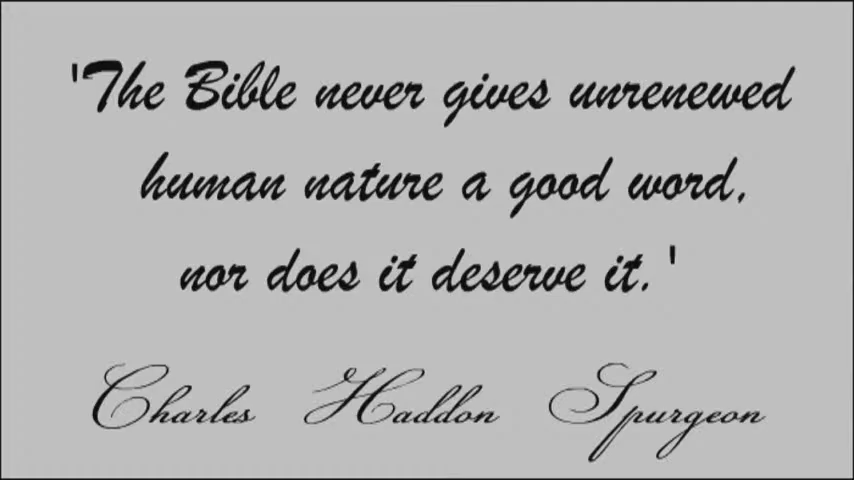 'The Bible never gives unrenewed
human nature a good word,
nor does it deserve it.'
Charles Haddon Spurgeon